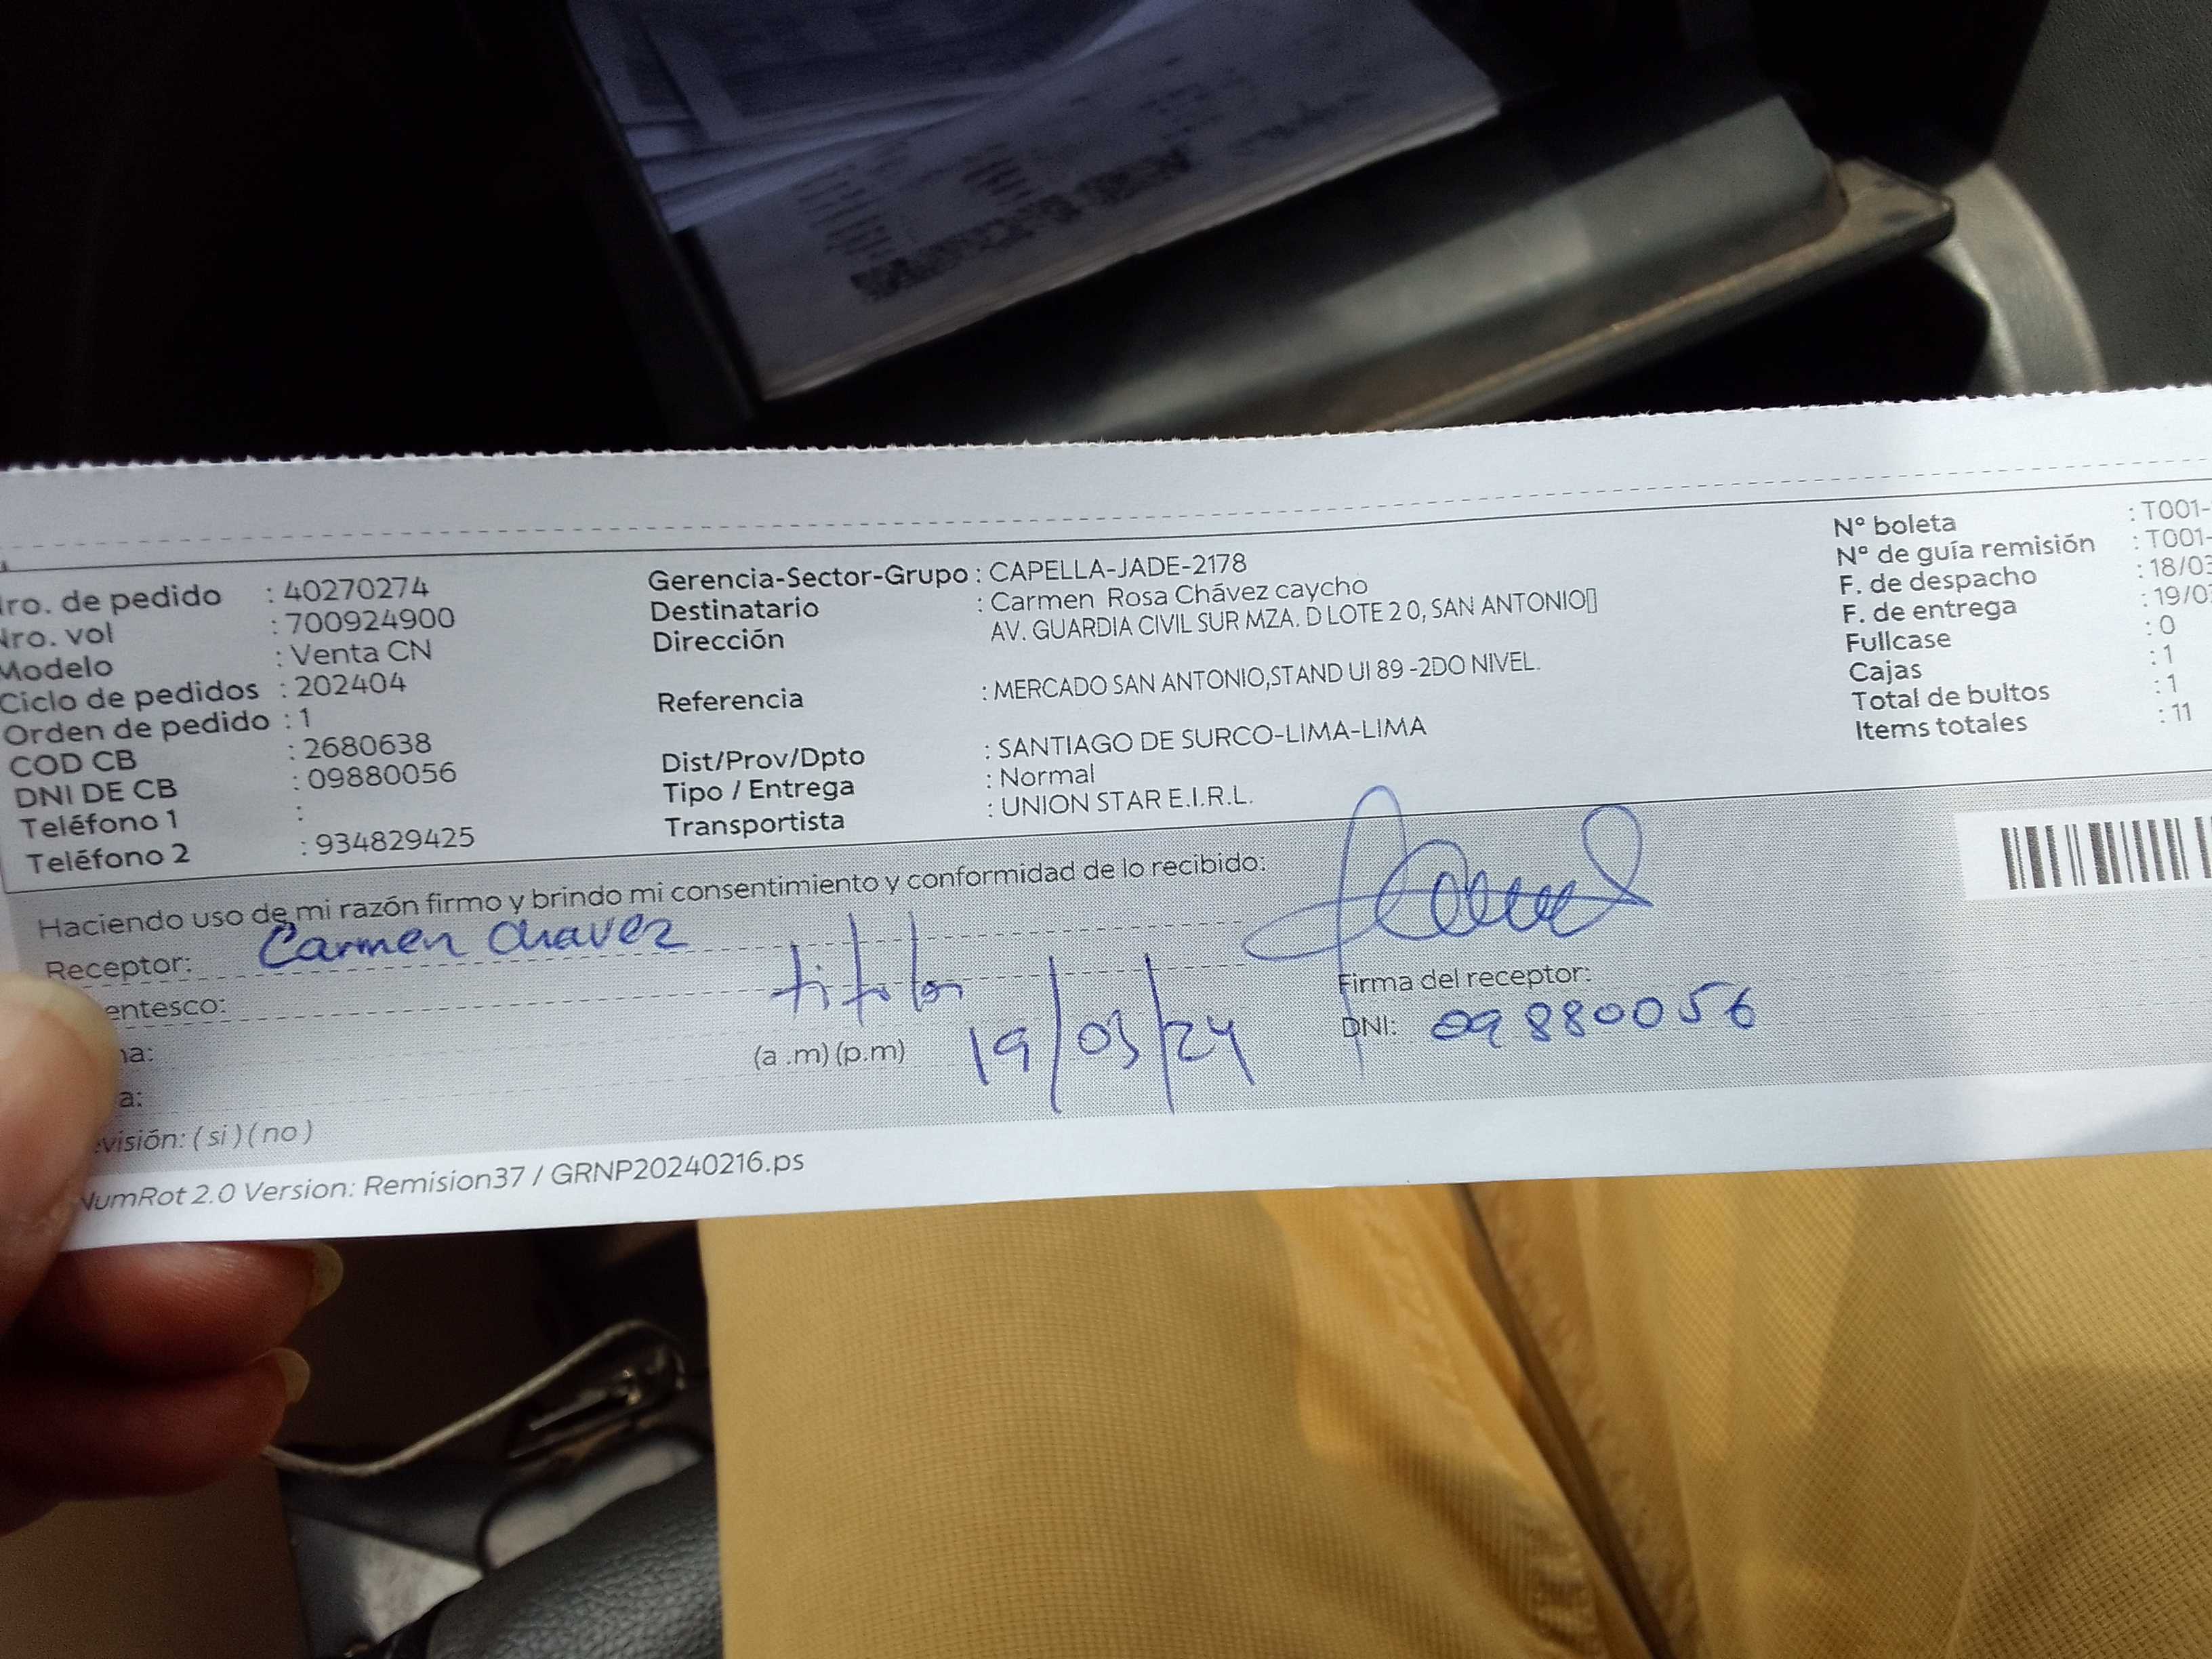 ro. de pedido : 40270274
Nro. vol : 700924900
Modelo : Venta CN
Ciclo de pedidos : 202404
Orden de pedido : 1
COD CB : 2680638
DNI DE CB : 09880056
Teléfono 1 :
Teléfono 2 : 934829425
Gerencia-Sector-Grupo : CAPELLA-JADE-2178
Destinatario : Carmen Rosa Chávez caycho
Dirección AV. GUARDIA CIVIL SUR MZA. D LOTE 2 0, SAN ANTONIO
Referencia : MERCADO SAN ANTONIO,STAND UI 89 -2DO NIVEL.
Dist/Prov/Dpto : SANTIAGO DE SURCO-LIMA-LIMA
Tipo / Entrega : Normal
Transportista : UNION STAR E.I.R.L.
Nº boleta : T001-
Nº de guía remisión : T001-
F. de despacho : 18/03
F. de entrega : 19/0
Fullcase : 0
Cajas : 1
Total de bultos : 1
Items totales : 11
Haciendo uso de mi razón firmo y brindo mi consentimiento y conformidad de lo recibido:
Receptor: Carmen Chavez
entesco: titular
Firma del receptor:
a: (a .m) (p.m) 19/03/24
DNI: 09880056
a:
visión: ( si ) ( no )
NumRot 2.0 Version: Remision37 / GRNP20240216.ps